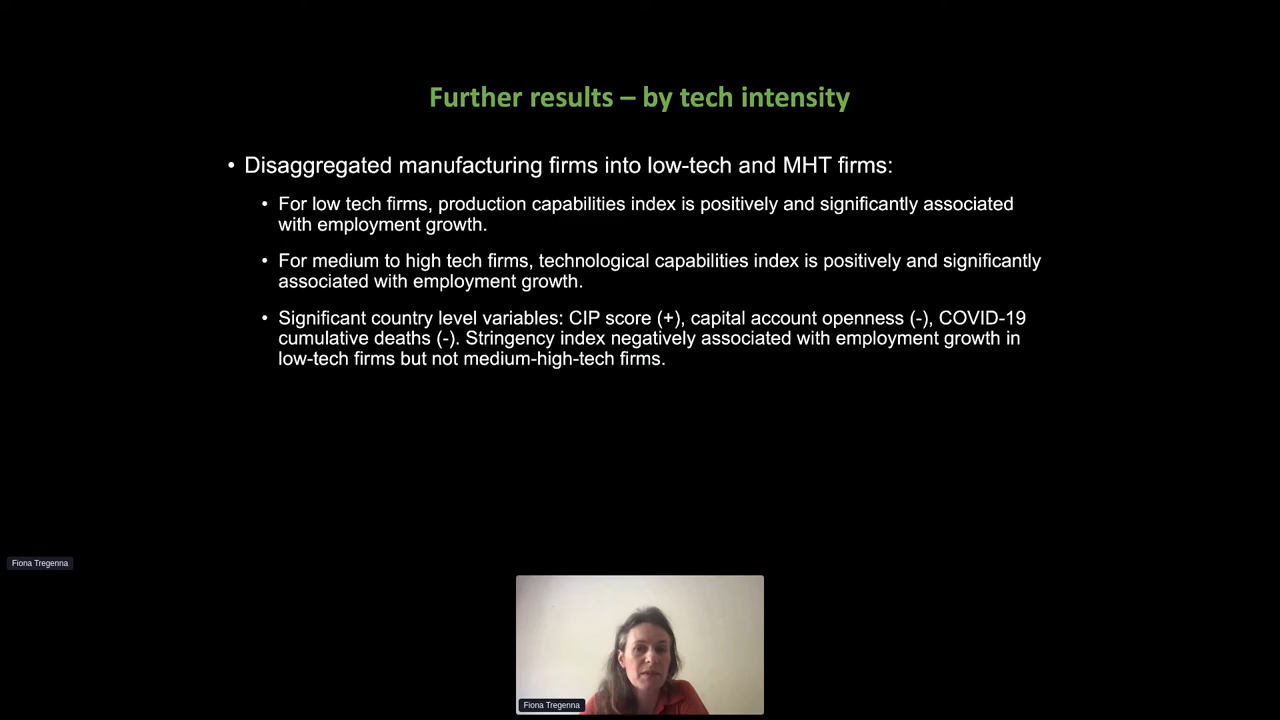 Further results – by tech intensity
• Disaggregated manufacturing firms into low-tech and MHT firms:
• For low tech firms, production capabilities index is positively and significantly associated
with employment growth.
• For medium to high tech firms, technological capabilities index is positively and significantly
associated with employment growth.
• Significant country level variables: CIP score (+), capital account openness (-), COVID-19
cumulative deaths (-). Stringency index negatively associated with employment growth in
low-tech firms but not medium-high-tech firms.
Fiona Tregenna
Fiona Tregenna